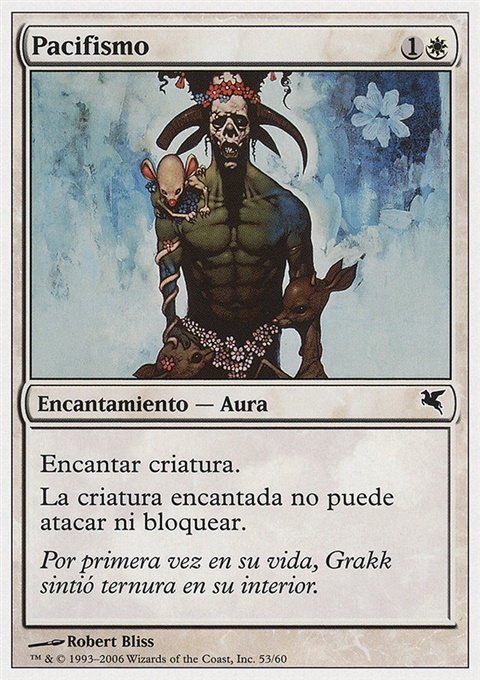 Pacifismo 1
Encantamiento — Aura
Encantar criatura.
La criatura encantada no puede
atacar ni bloquear.
Por primera vez en su vida, Grakk
sintió ternura en su interior.
Robert Bliss
™ & © 1993–2006 Wizards of the Coast, Inc. 53/60